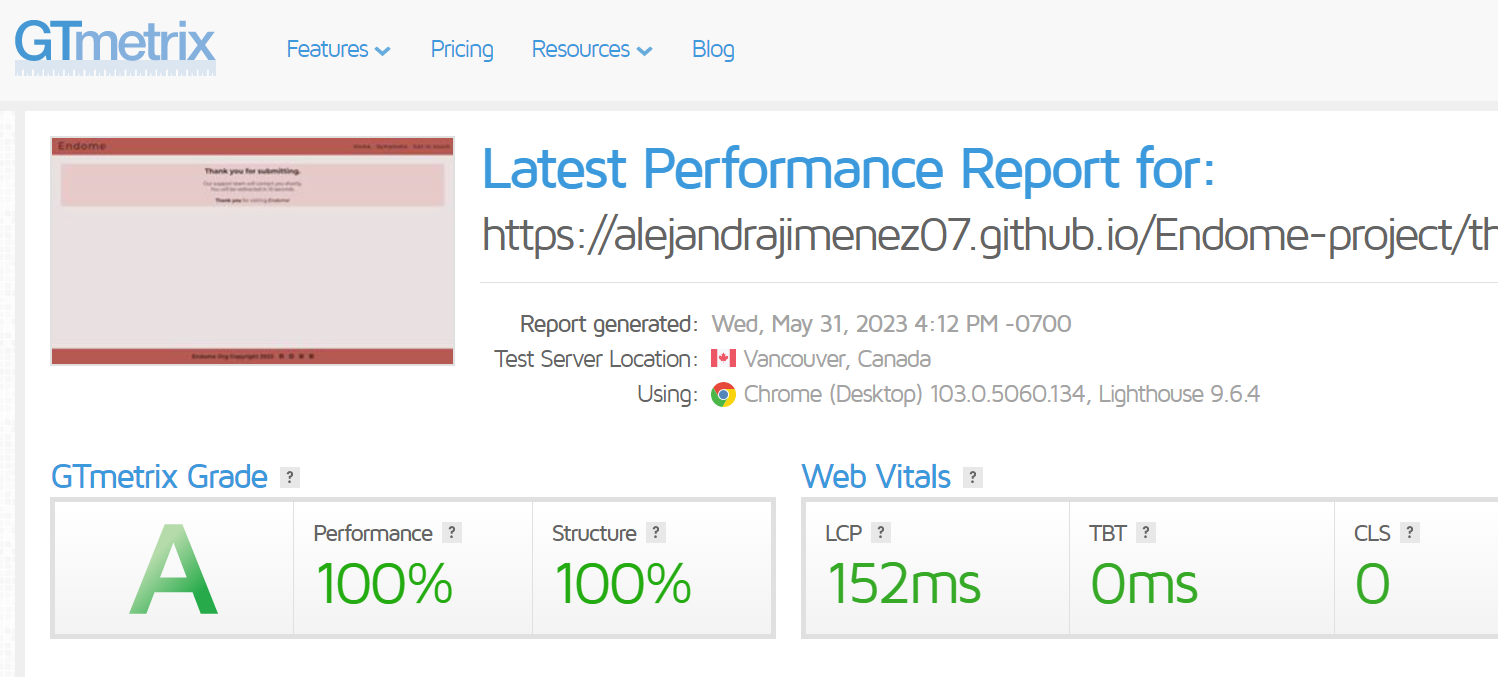 GTmetrix
Features
Pricing
Resources
Blog
Endome
Home Symptoms Get in touch
Thank you for submitting.
Our support team will contact you shortly.
You will be redirected in 10 seconds.
Thank you for visiting Endome!
Endome Org Copyright 2023
Latest Performance Report for:
https://alejandrajimenez07.github.io/Endome-project/th
Report generated: Wed, May 31, 2023 4:12 PM -0700
Test Server Location: Vancouver, Canada
Using: Chrome (Desktop) 103.0.5060.134, Lighthouse 9.6.4
GTmetrix Grade ?
A
Performance ?
100%
Structure ?
100%
Web Vitals ?
LCP ?
152ms
TBT ?
0ms
CLS ?
0